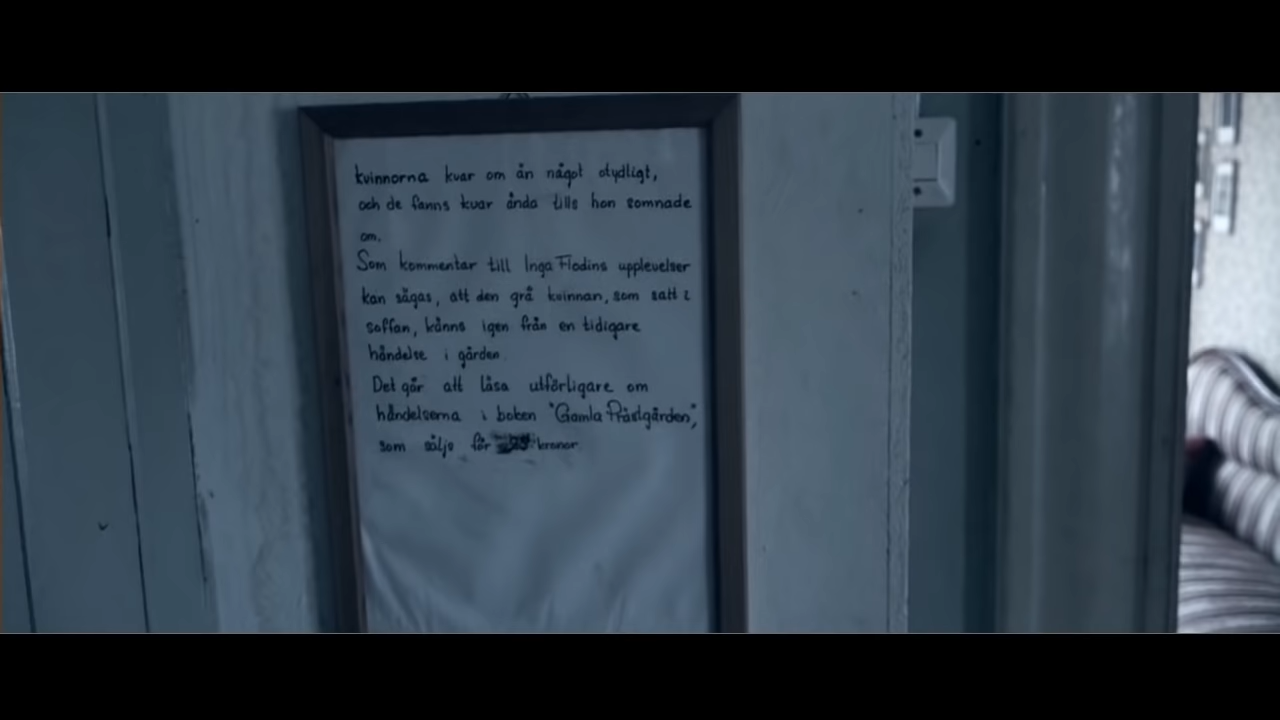 kvinnorna kvar om än något otydligt,
och de fanns kvar ända tills hon somnade
om.
Som kommentar till Inga Flodins upplevelser
kan sägas, att den grå kvinnan, som satt i
soffan, känns igen från en tidigare
händelse i gården.
Det går att läsa utförligare om
händelserna i boken "Gamla Prästgården",
som säljs för kronor.